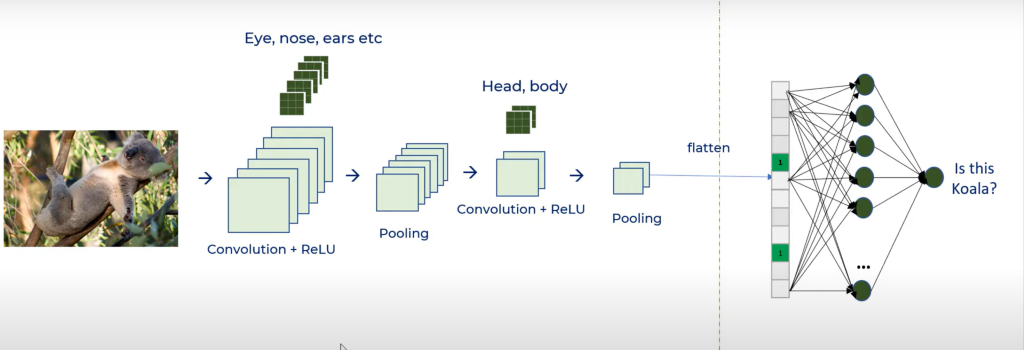 Eye, nose, ears etc
Head, body
flatten
1
Is this
Koala?
Convolution + ReLU
Pooling
Convolution + ReLU
Pooling
1
...